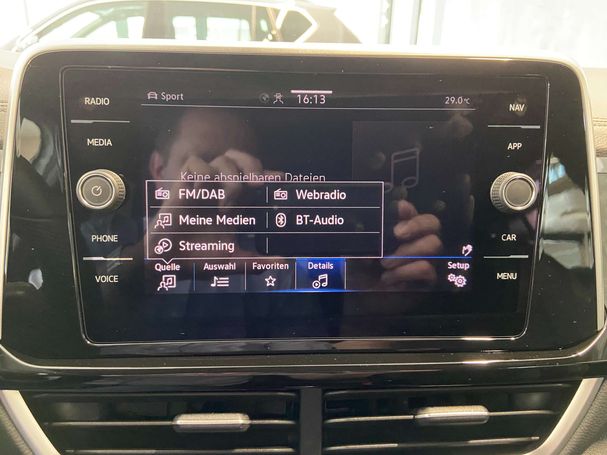 Sport
16:13
29.0°C
RADIO
NAV
MEDIA
APP
Keine abspielbaren Dateien
FM/DAB
Webradio
Meine Medien
BT-Audio
Streaming
PHONE
CAR
Quelle
Auswahl
Favoriten
Details
Setup
VOICE
MENU